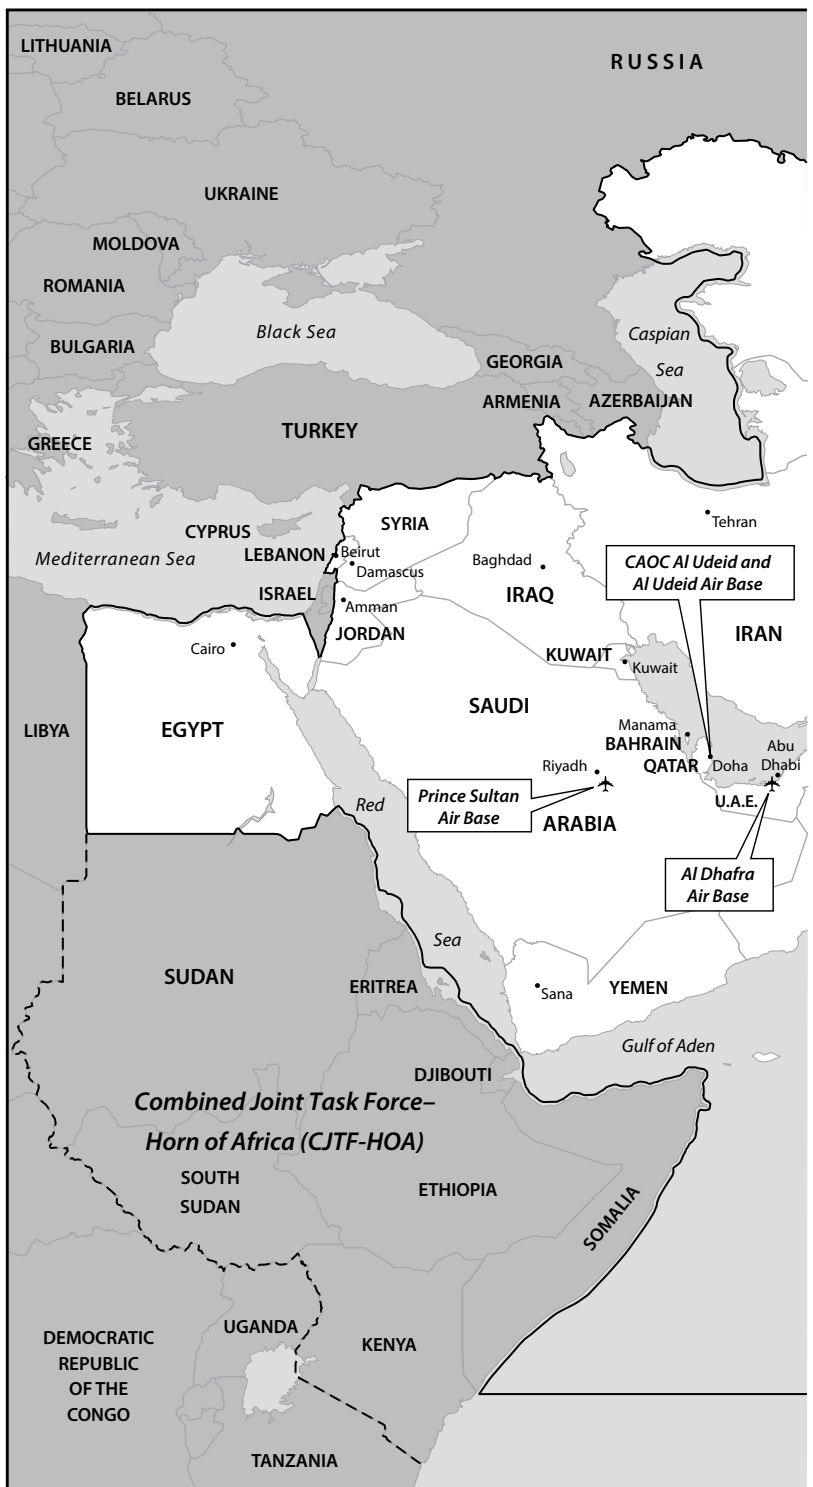 LITHUANIA
RUSSIA
BELARUS
UKRAINE
MOLDOVA
ROMANIA
Black Sea
Caspian
Sea
BULGARIA
GEORGIA
ARMENIA
AZERBAIJAN
TURKEY
GREECE
Tehran
SYRIA
CYPRUS
LEBANON
Beirut
Mediterranean Sea
Damascus
Baghdad
CAOC Al Udeid and
Al Udeid Air Base
ISRAEL
IRAQ
Amman
JORDAN
IRAN
Cairo
KUWAIT
Kuwait
SAUDI
LIBYA
EGYPT
Manama
BAHRAIN
Abu
Dhabi
Riyadh
QATAR
Doha
Prince Sultan
Air Base
Red
U.A.E.
ARABIA
Al Dhafra
Air Base
Sea
SUDAN
ERITREA
Sana
YEMEN
Gulf of Aden
DJIBOUTI
Combined Joint Task Force–
Horn of Africa (CJTF-HOA)
SOUTH
SUDAN
ETHIOPIA
SOMALIA
UGANDA
KENYA
DEMOCRATIC
REPUBLIC
OF THE
CONGO
TANZANIA